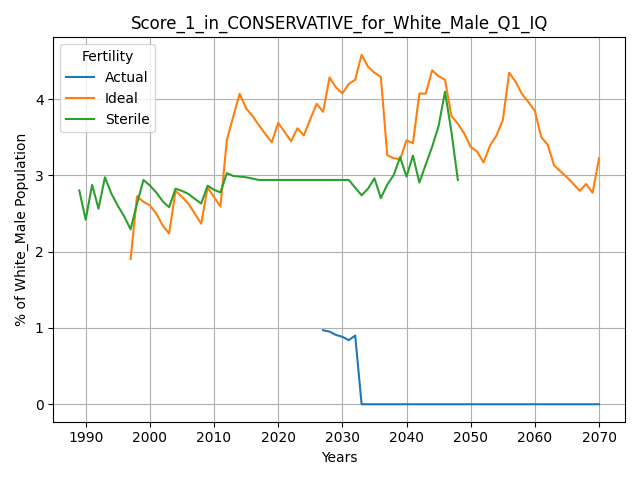 Score_1_in_CONSERVATIVE_for_White_Male_Q1_IQ
Fertility
Actual
Ideal
Sterile
% of White_Male Population
4
3
2
1
0
1990 2000 2010 2020 2030 2040 2050 2060 2070
Years